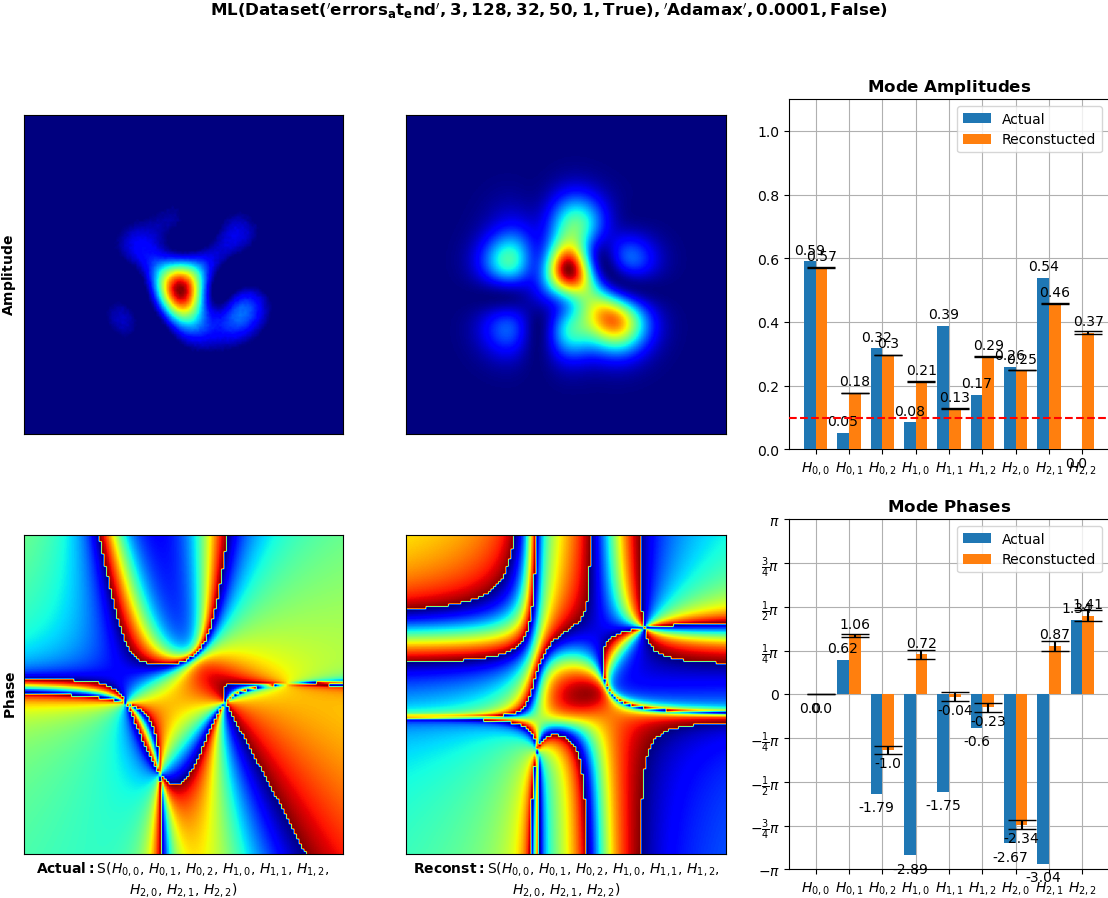 ML(Dataset('errors_at_end', 3, 128, 32, 50, 1, True), 'Adamax', 0.0001, False)
Amplitude
Mode Amplitudes
Actual
Reconstucted
1.0
0.8
0.6
0.4
0.2
0.0
0.59
0.57
0.05
0.18
0.32
0.3
0.08
0.21
0.39
0.13
0.17
0.29
0.26
0.25
0.54
0.46
0.0
0.37
H0,0 H0,1 H0,2 H1,0 H1,1 H1,2 H2,0 H2,1 H2,2
Phase
Mode Phases
Actual
Reconstucted
π
3/4π
1/2π
1/4π
0
−1/4π
−1/2π
−3/4π
−π
0.0
0.0
0.62
1.06
-1.79
-1.0
-2.89
0.72
-1.75
-0.04
-0.6
-0.23
-2.67
-2.34
-3.04
0.87
1.41
H0,0 H0,1 H0,2 H1,0 H1,1 H1,2 H2,0 H2,1 H2,2
Actual: S(H0,0, H0,1, H0,2, H1,0, H1,1, H1,2,
H2,0, H2,1, H2,2)
Reconst: S(H0,0, H0,1, H0,2, H1,0, H1,1, H1,2,
H2,0, H2,1, H2,2)